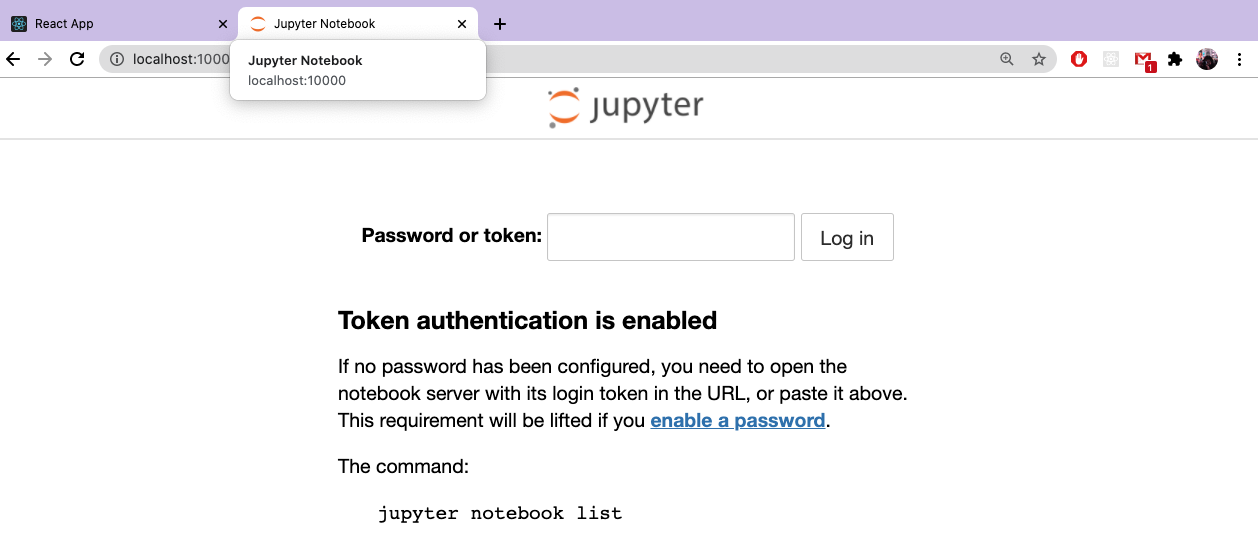 React App
Jupyter Notebook
localhost:1000
Jupyter Notebook
localhost:10000
1
jupyter
Password or token:
Log in
Token authentication is enabled
If no password has been configured, you need to open the
notebook server with its login token in the URL, or paste it above.
This requirement will be lifted if you enable a password.
The command:
jupyter notebook list